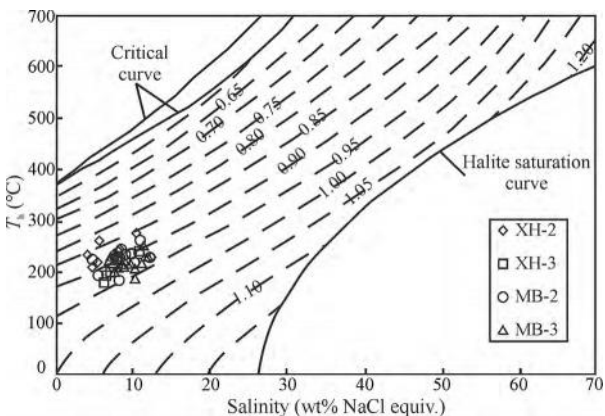 700
600
500
400
300
200
100
0
Th (°C)
Critical
curve
0.65
0.70
0.75
0.80
0.85
0.90
0.95
1.00
1.05
1.10
1.20
Halite saturation
curve
XH-2
XH-3
MB-2
MB-3
0 10 20 30 40 50 60 70
Salinity (wt% NaCl equiv.)